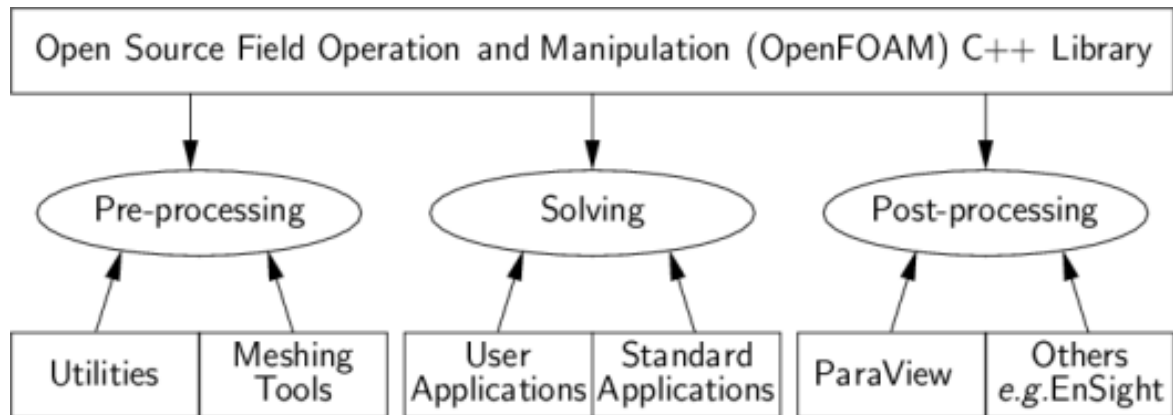 Open Source Field Operation and Manipulation (OpenFOAM) C++ Library
Pre-processing
Solving
Post-processing
Utilities
Meshing
Tools
User
Applications
Standard
Applications
ParaView
Others
e.g.EnSight